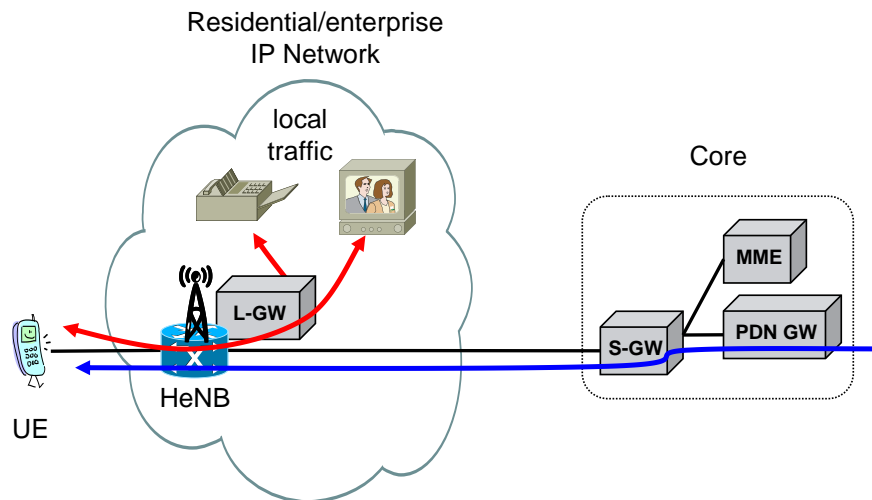 Residential/enterprise
IP Network
local
traffic
Core
MME
L-GW
PDN GW
S-GW
HeNB
UE